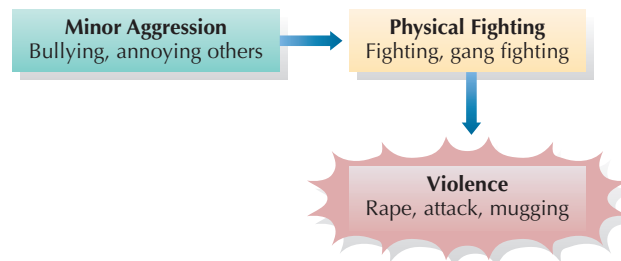 Minor Aggression
Bullying, annoying others
Physical Fighting
Fighting, gang fighting
Violence
Rape, attack, mugging